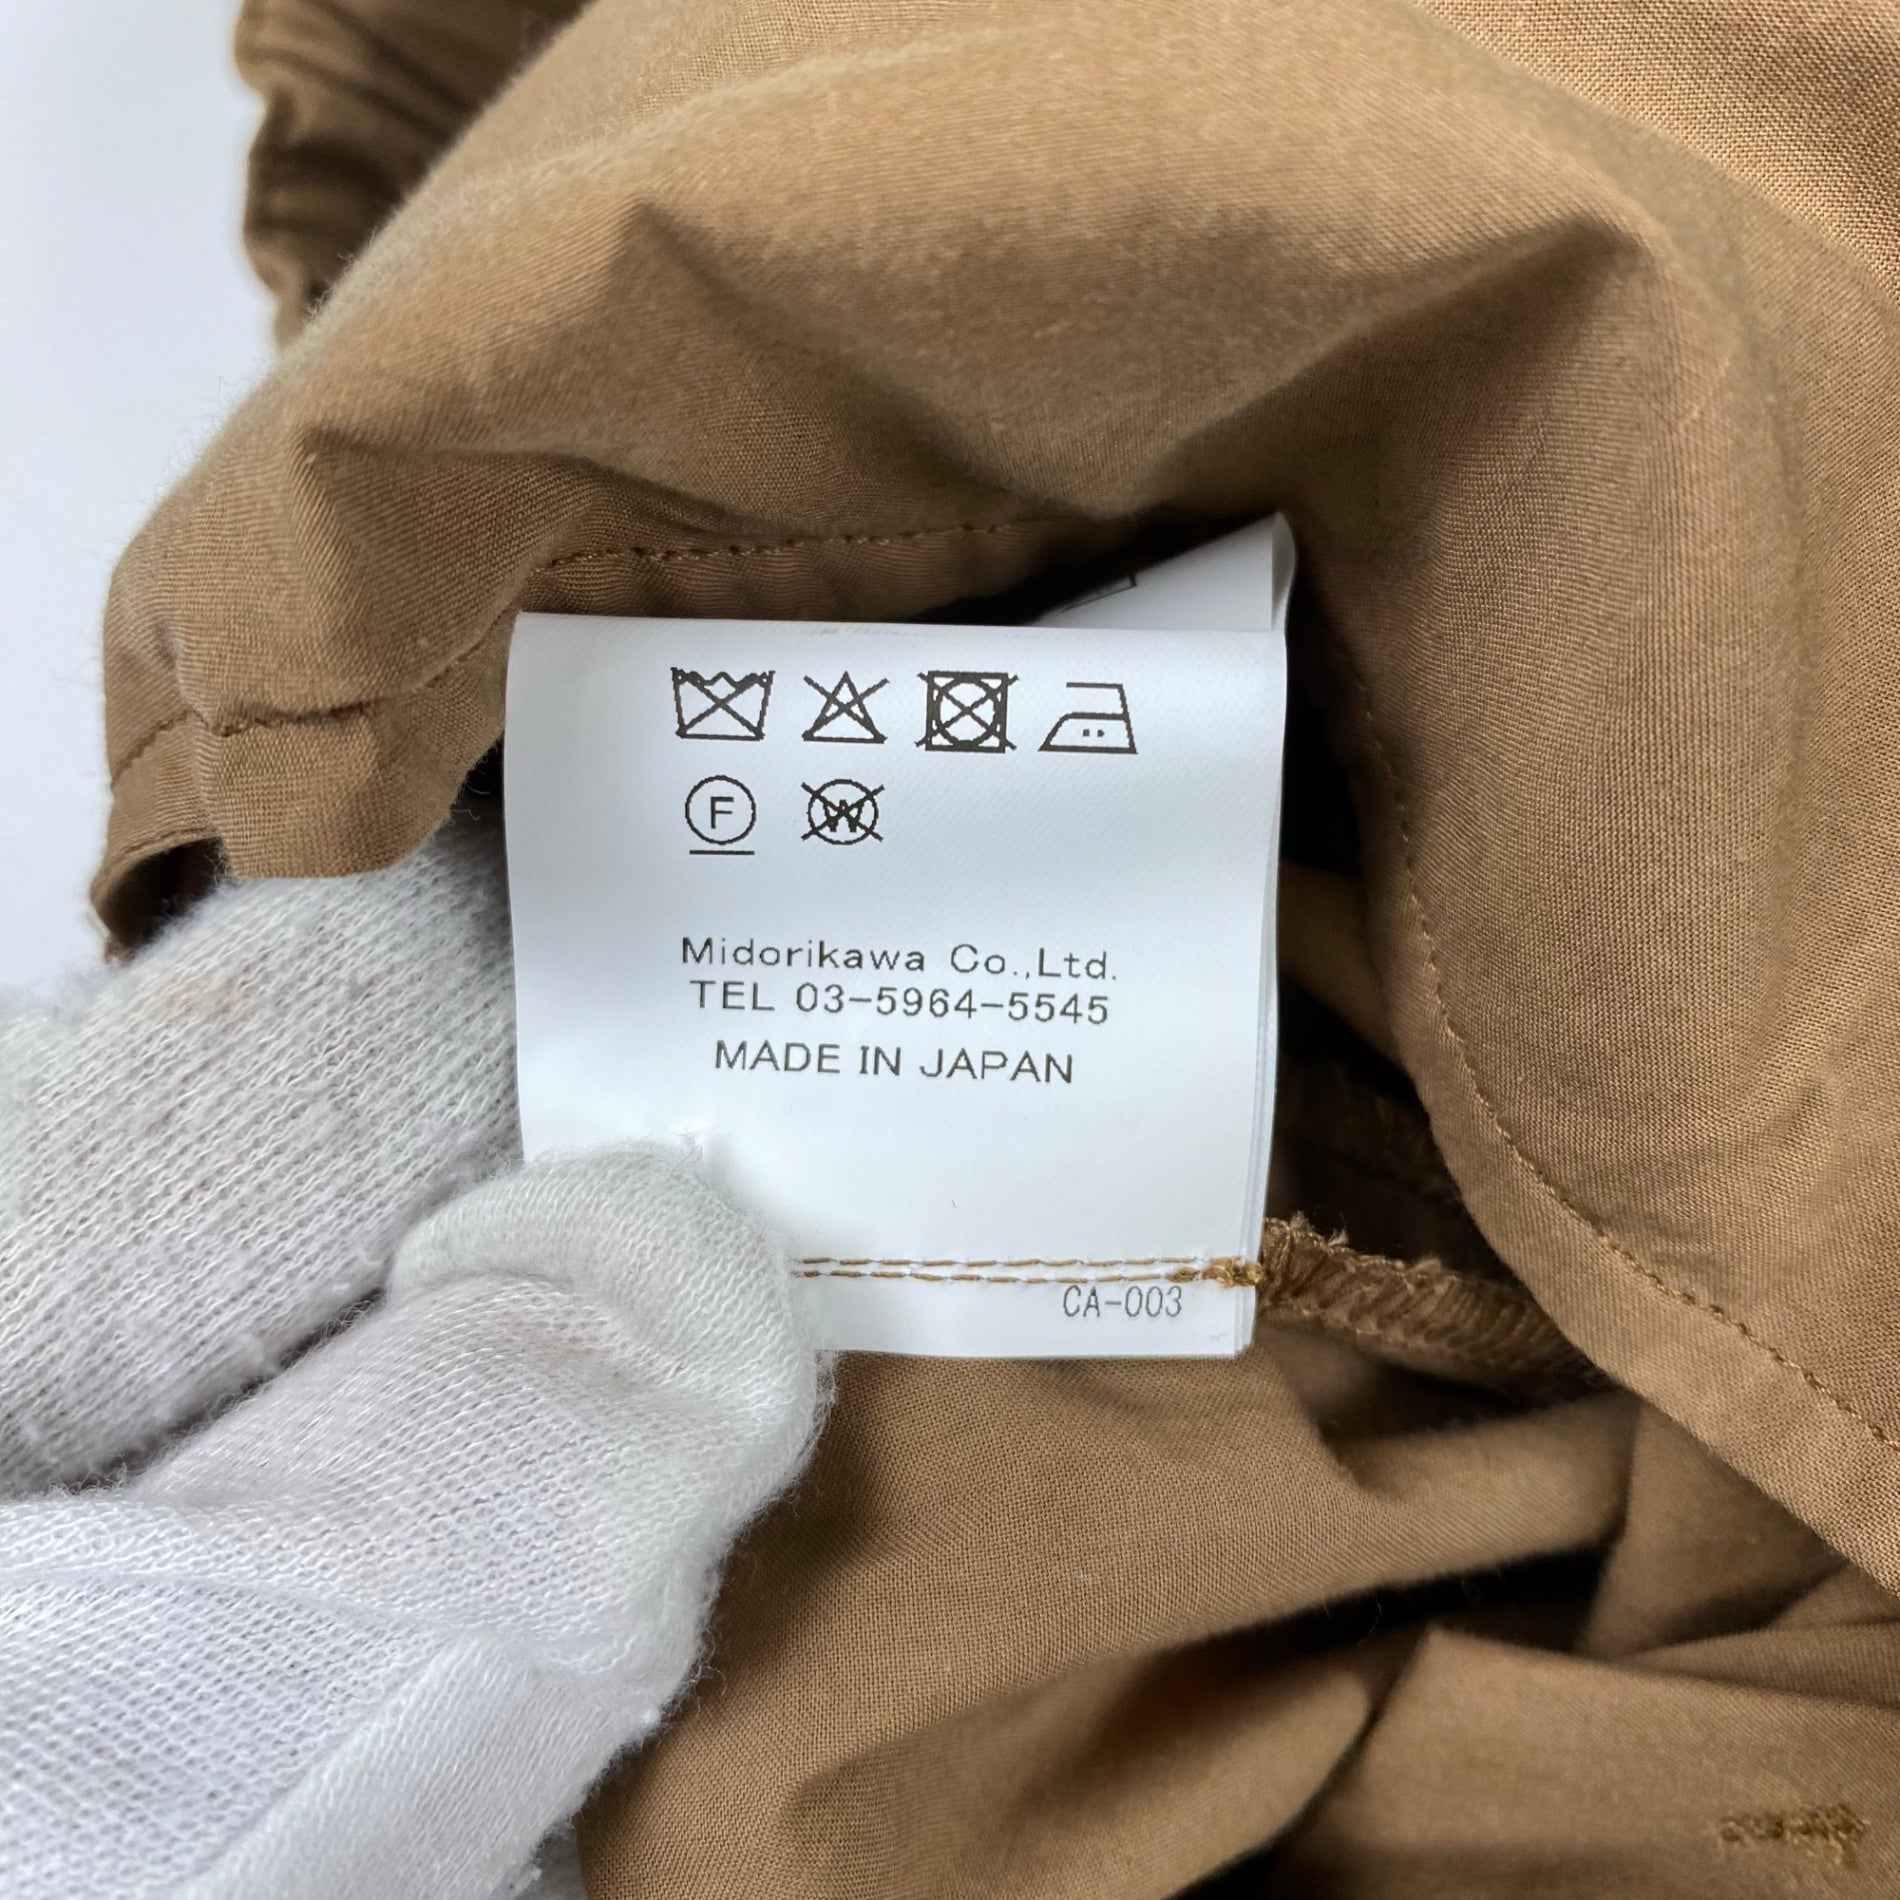 F W
Midorikawa Co.,Ltd.
TEL 03-5964-5545
MADE IN JAPAN
CA-003